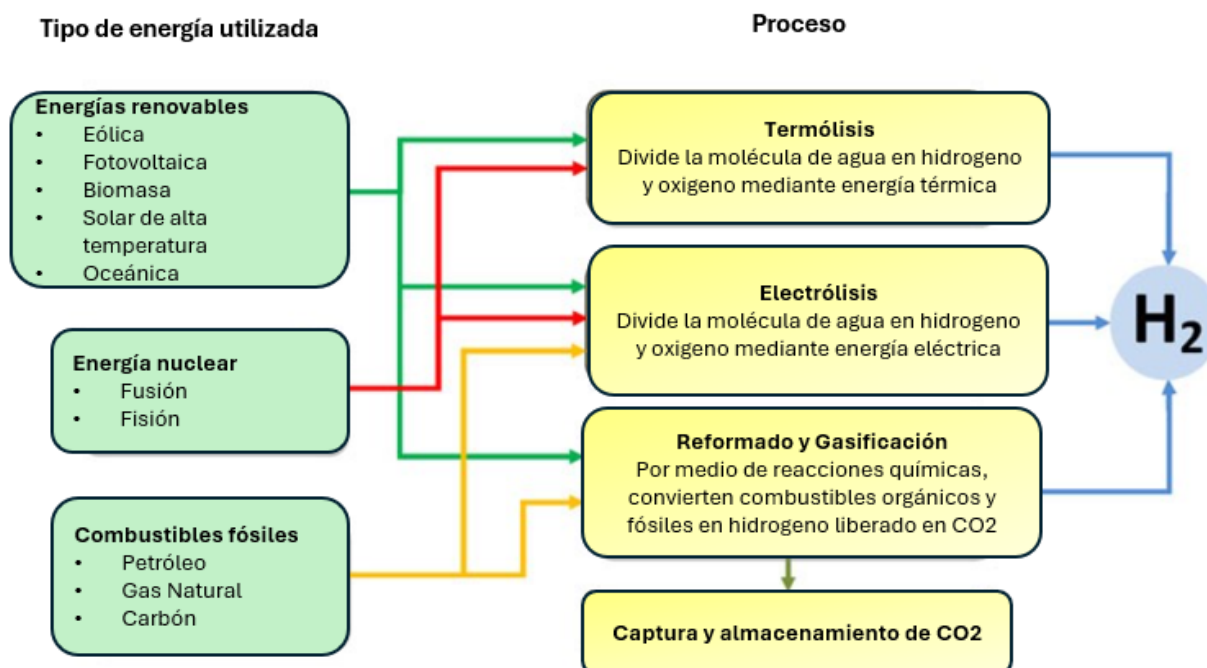 Tipo de energía utilizada
Proceso
Energías renovables
• Eólica
• Fotovoltaica
• Biomasa
• Solar de alta
temperatura
• Oceánica
Energía nuclear
• Fusión
• Fisión
Combustibles fósiles
• Petróleo
• Gas Natural
• Carbón
Termólisis
Divide la molécula de agua en hidrogeno
y oxigeno mediante energía térmica
Electrólisis
Divide la molécula de agua en hidrogeno
y oxigeno mediante energía eléctrica
Reformado y Gasificación
Por medio de reacciones químicas,
convierten combustibles orgánicos y
fósiles en hidrogeno liberado en CO2
Captura y almacenamiento de CO2
H₂